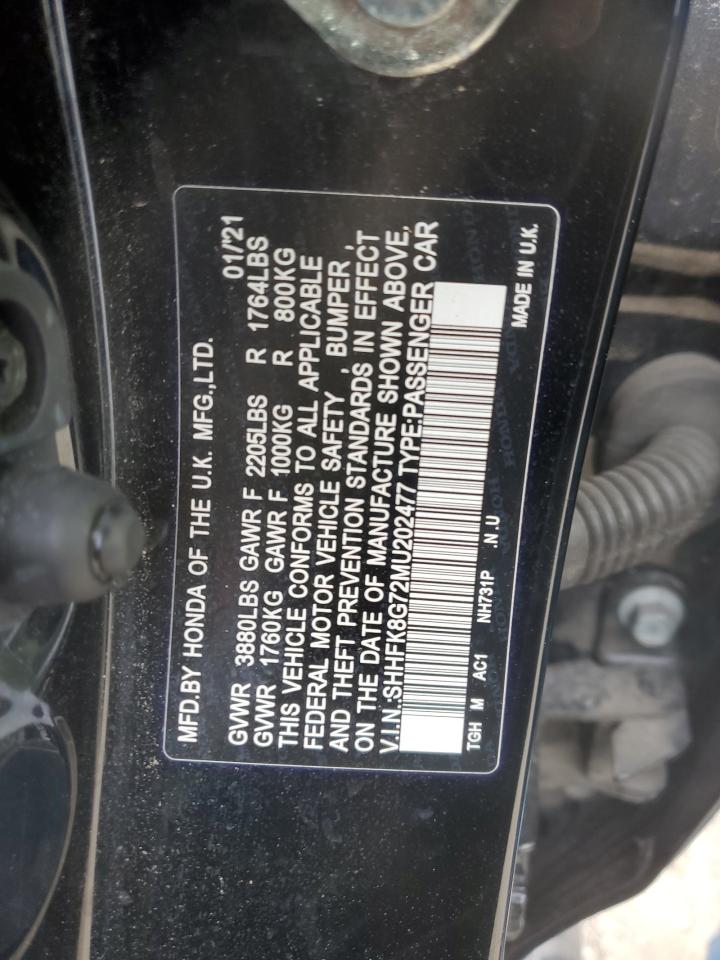 MFD.BY HONDA OF THE U.K. MFG.,LTD.
01/'21
GVWR 3880LBS GAWR F 2205LBS R 1764LBS
GVWR 1760KG GAWR F 1000KG R 800KG
THIS VEHICLE CONFORMS TO ALL APPLICABLE
FEDERAL MOTOR VEHICLE SAFETY , BUMPER ,
AND THEFT PREVENTION STANDARDS IN EFFECT
ON THE DATE OF MANUFACTURE SHOWN ABOVE,
V.I.N.:SHHFK8G72MU202477 TYPE:PASSENGER CAR
TGH M AC1 NH731P .N.U
MADE IN U.K.